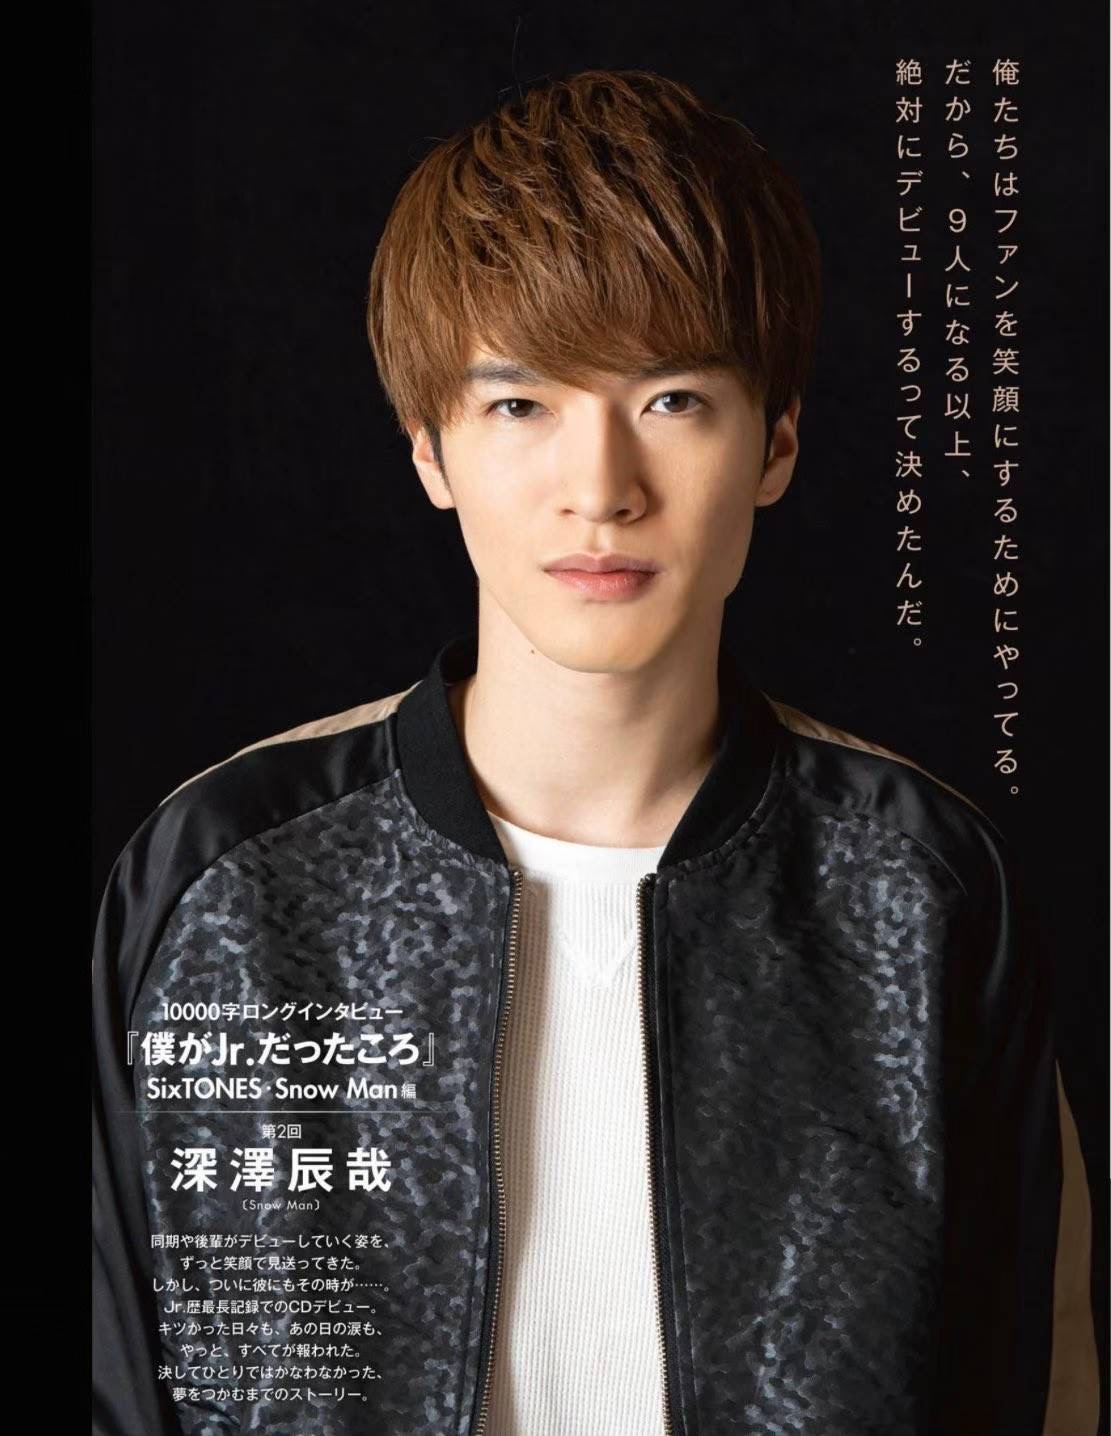 俺たちはファンを笑顔にするためにやってる。
だから、9人になる以上、
絶対にデビューするって決めたんだ。
10000字ロングインタビュー
『僕がJr.だったころ』
SixTONES・Snow Man編
第2回
深澤辰哉
〔Snow Man〕
同期や後輩がデビューしていく姿を、
ずっと笑顔で見送ってきた。
しかし、ついに彼にもその時が……。
Jr.歴最長記録でのCDデビュー。
キツかった日々も、あの日の涙も、
やっと、すべてが報われた。
決してひとりではかなわなかった、
夢をつかむまでのストーリー。